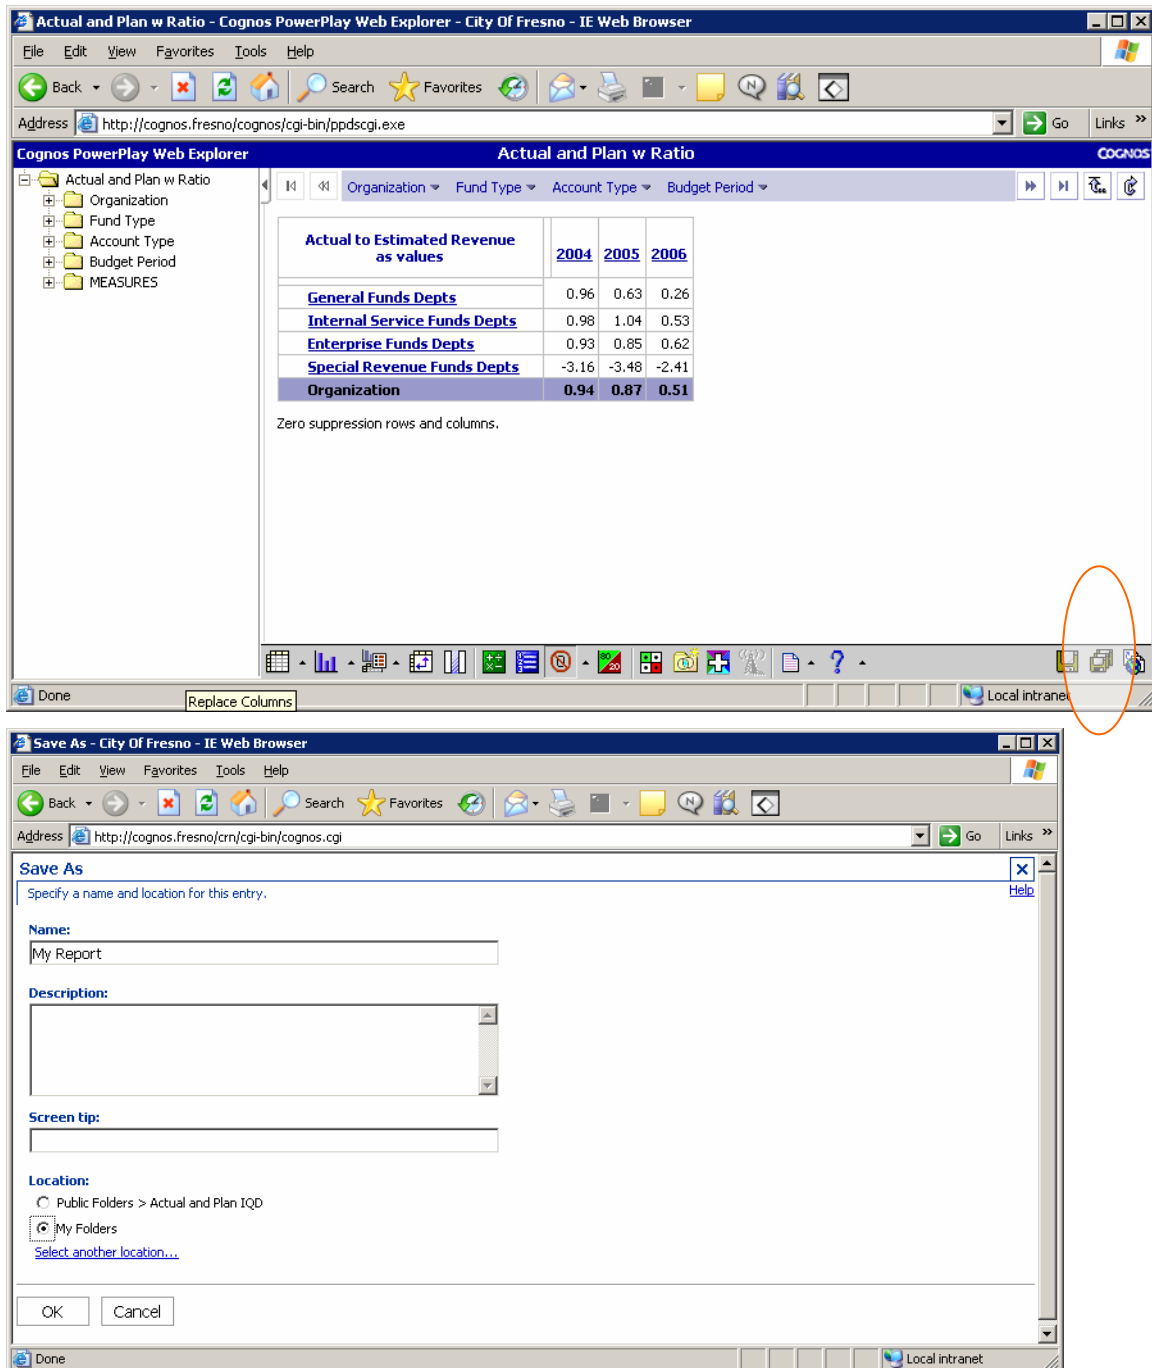 Actual and Plan w Ratio - Cognos PowerPlay Web Explorer - City Of Fresno - IE Web Browser
File Edit View Favorites Tools Help
Back Search Favorites
Address http://cognos.fresno/cognos/cgi-bin/ppdscgi.exe Go Links »
Cognos PowerPlay Web Explorer Actual and Plan w Ratio COGNOS
Actual and Plan w Ratio
Organization
Fund Type
Account Type
Budget Period
MEASURES
Organization Fund Type Account Type Budget Period
Actual to Estimated Revenue
as values 2004 2005 2006
General Funds Depts 0.96 0.63 0.26
Internal Service Funds Depts 0.98 1.04 0.53
Enterprise Funds Depts 0.93 0.85 0.62
Special Revenue Funds Depts -3.16 -3.48 -2.41
Organization 0.94 0.87 0.51
Zero suppression rows and columns.
Done Local intranet
Replace Columns
Save As - City Of Fresno - IE Web Browser
File Edit View Favorites Tools Help
Back Search Favorites
Address http://cognos.fresno/crn/cgi-bin/cognos.cgi Go Links »
Save As
Help
Specify a name and location for this entry.
Name:
My Report
Description:
Screen tip:
Location:
Public Folders > Actual and Plan IQD
My Folders
Select another location...
OK Cancel
Done Local intranet